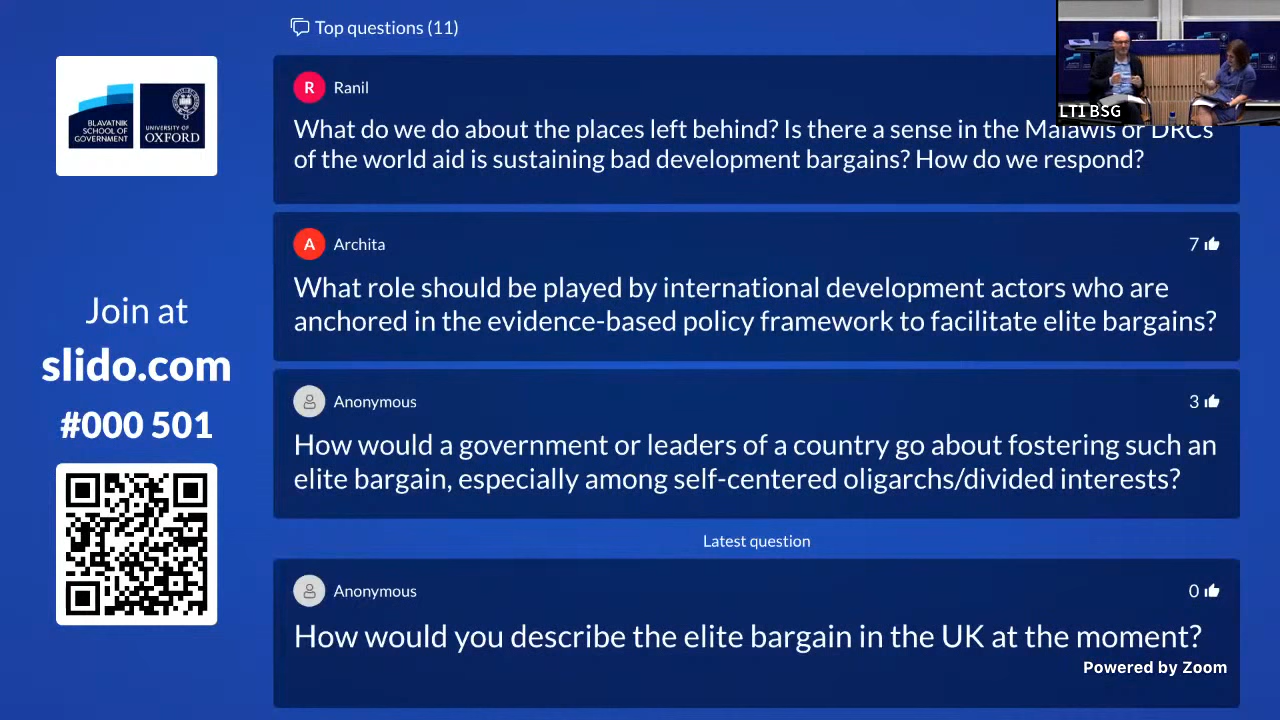 Top questions (11)
BLAVATNIK
SCHOOL OF
GOVERNMENT
UNIVERSITY OF
OXFORD
Join at
slido.com
#000 501
R Ranil
What do we do about the places left behind? Is there a sense in the Malawis or DRCs
of the world aid is sustaining bad development bargains? How do we respond?
A Archita 7
What role should be played by international development actors who are
anchored in the evidence-based policy framework to facilitate elite bargains?
Anonymous 3
How would a government or leaders of a country go about fostering such an
elite bargain, especially among self-centered oligarchs/divided interests?
Latest question
Anonymous 0
How would you describe the elite bargain in the UK at the moment?
Powered by Zoom
LT1 BSG